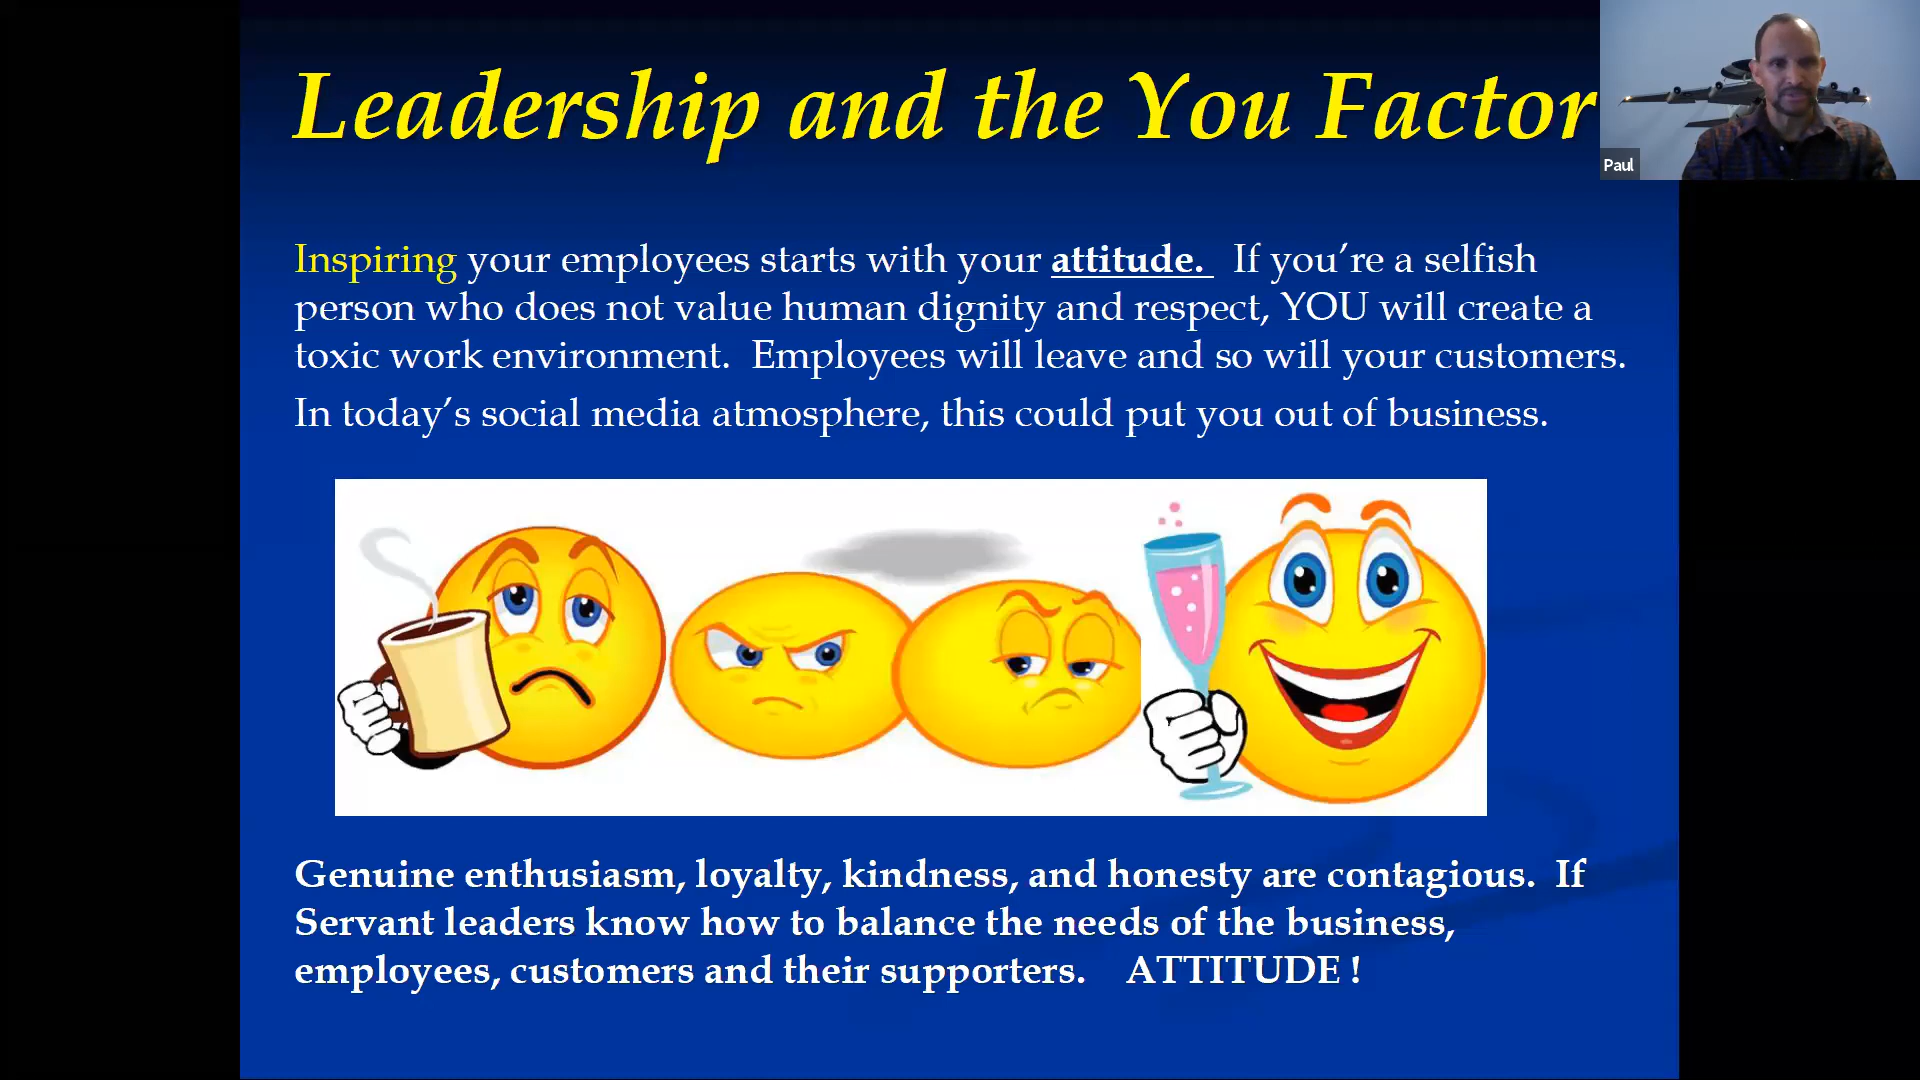 Leadership and the You Factor
Paul
Inspiring your employees starts with your attitude. If you’re a selfish
person who does not value human dignity and respect, YOU will create a
toxic work environment. Employees will leave and so will your customers.
In today’s social media atmosphere, this could put you out of business.
Genuine enthusiasm, loyalty, kindness, and honesty are contagious. If
Servant leaders know how to balance the needs of the business,
employees, customers and their supporters. ATTITUDE !